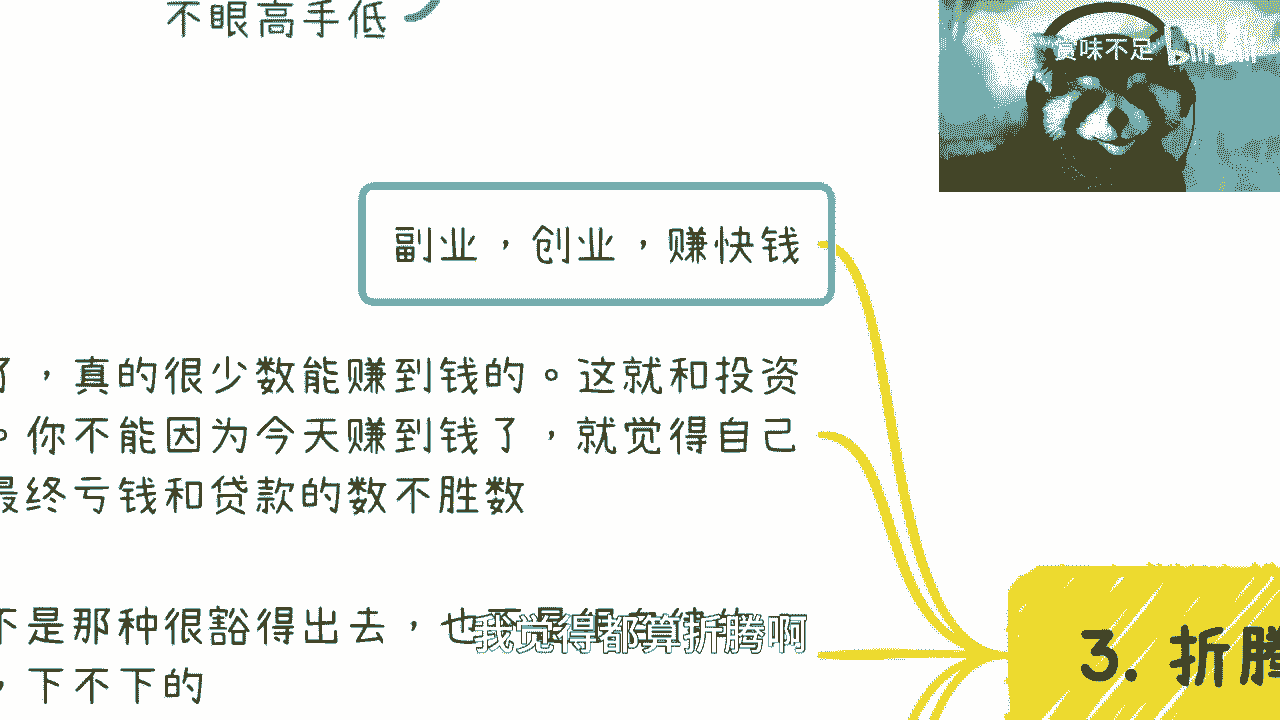 不眼高手低
赏味不足 bilibili
副业，创业，赚快钱
了，真的很少数能赚到钱的。这就和投资
。你不能因为今天赚到钱了，就觉得自己
最终亏钱和贷款的数不胜数
不是那种很豁得出去，也不是很
我觉得都算折腾啊
，下不下的
3. 折腾